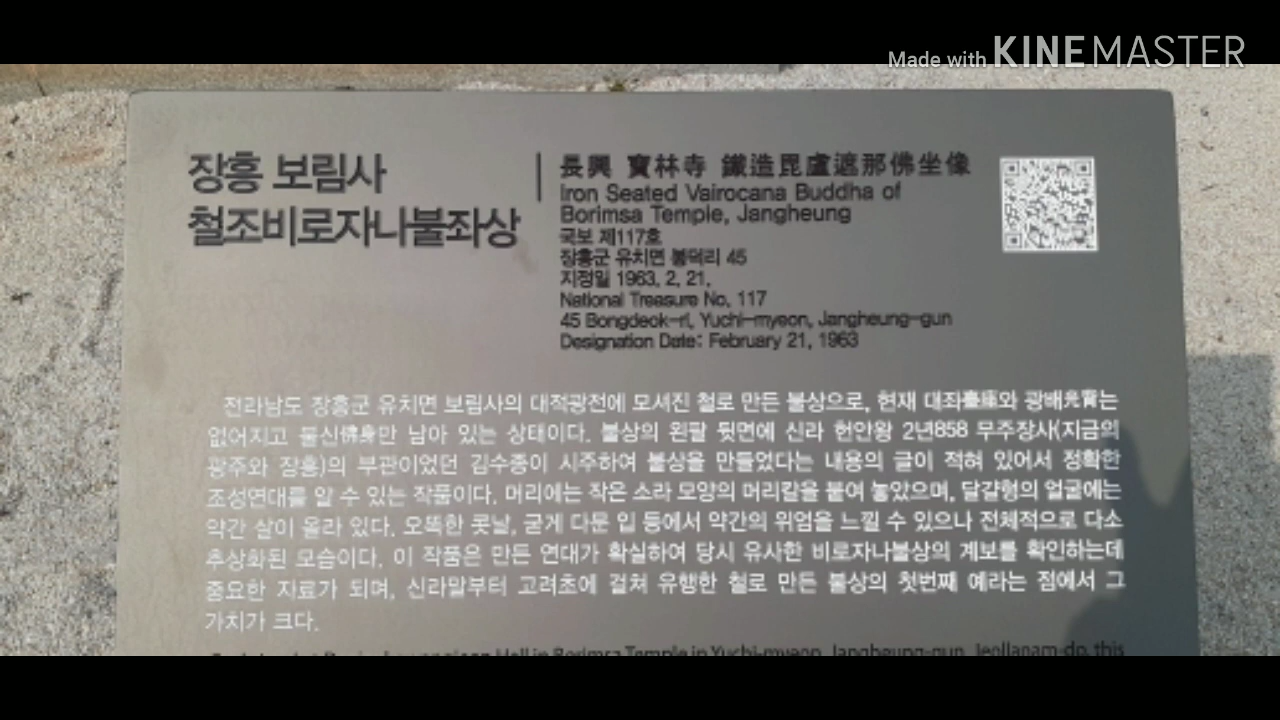 Made with KINEMASTER
장흥 보림사
철조비로자나불좌상
長興 寶林寺 鐵造毘盧遮那佛坐像
Iron Seated Vairocana Buddha of
Borimsa Temple, Jangheung
국보 제117호
장흥군 유치면 봉덕리 45
지정일 1963. 2. 21.
National Treasure No. 117
45 Bongdeok-ri, Yuchi-myeon, Jangheung-gun
Designation Date: February 21, 1963
전라남도 장흥군 유치면 보림사의 대적광전에 모셔진 철로 만든 불상으로, 현재 대좌臺座와 광배光背는
없어지고 불신佛身만 남아 있는 상태이다. 불상의 왼팔 뒷면에 신라 헌안왕 2년858 무주장사(지금의
광주와 장흥)의 부관이었던 김수종이 시주하여 불상을 만들었다는 내용의 글이 적혀 있어서 정확한
조성연대를 알 수 있는 작품이다. 머리에는 작은 소라 모양의 머리칼을 붙여 놓았으며, 달걀형의 얼굴에는
약간 살이 올라 있다. 오똑한 콧날, 굳게 다문 입 등에서 약간의 위엄을 느낄 수 있으나 전체적으로 다소
추상화된 모습이다. 이 작품은 만든 연대가 확실하여 당시 유사한 비로자나불상의 계보를 확인하는데
중요한 자료가 되며, 신라말부터 고려초에 걸쳐 유행한 철로 만든 불상의 첫번째 예라는 점에서 그
가치가 크다.
Hall in Borimsa Temple in Yuchi-myeon, Jangheung-gun, Jeollanam-do, this